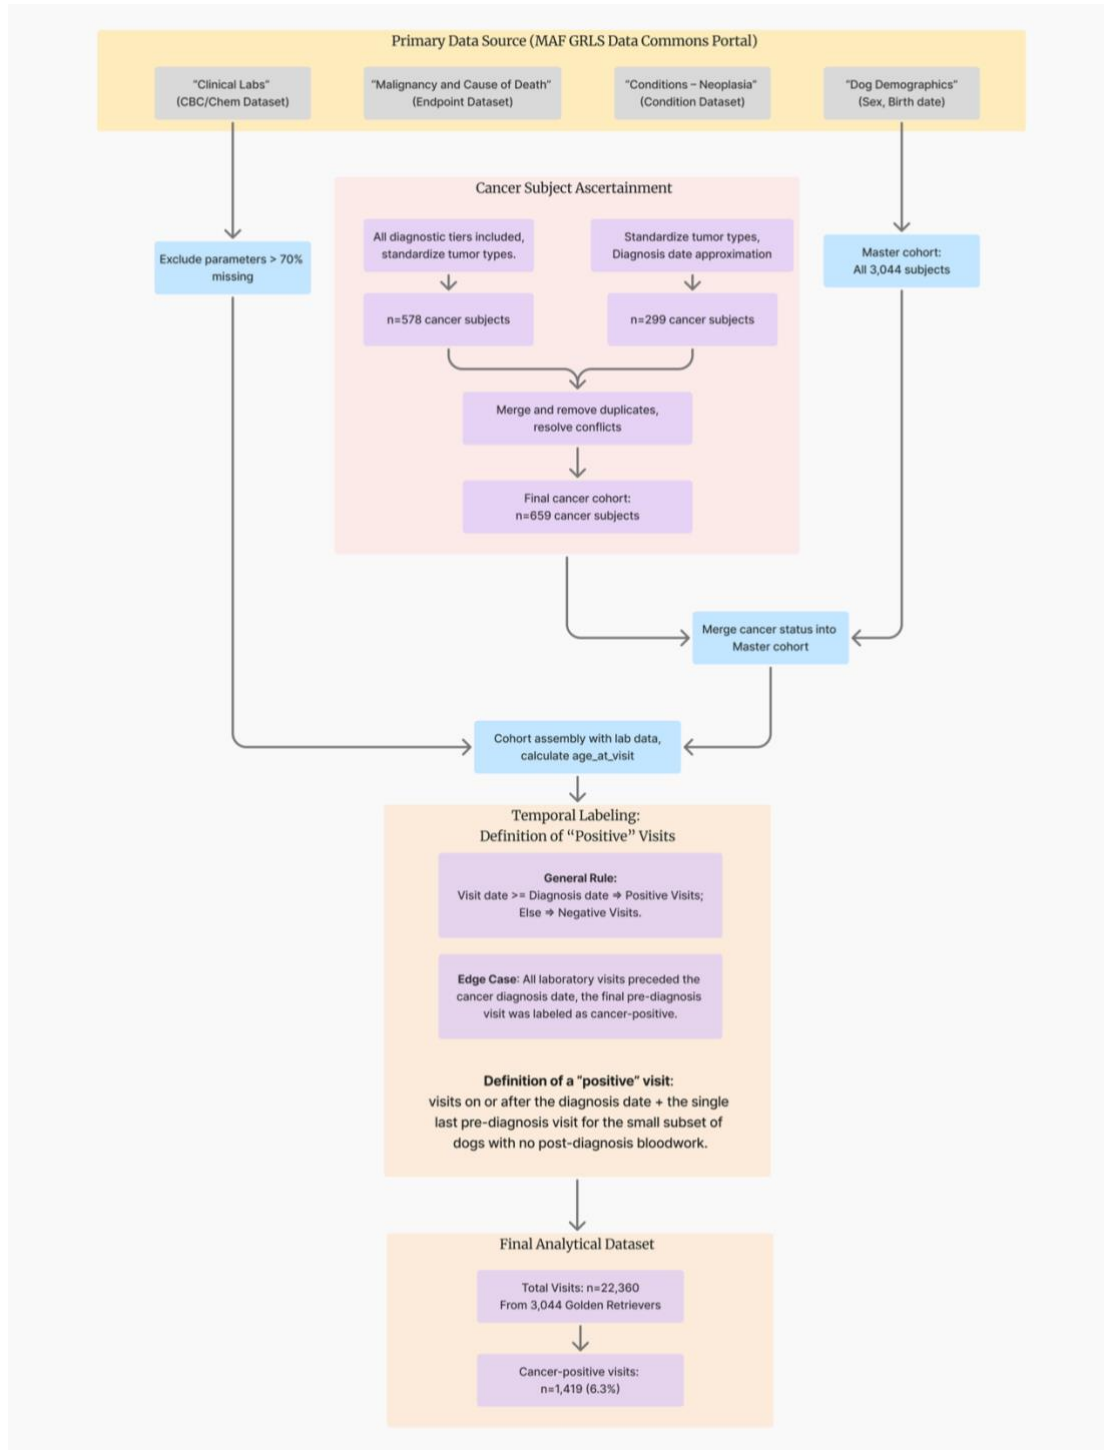 Primary Data Source (MAF GRLS Data Commons Portal)
"Clinical Labs"
(CBC/Chem Dataset)
"Malignancy and Cause of Death"
(Endpoint Dataset)
"Conditions – Neoplasia"
(Condition Dataset)
"Dog Demographics"
(Sex, Birth date)
Cancer Subject Ascertainment
All diagnostic tiers included,
standardize tumor types.
Standardize tumor types,
Diagnosis date approximation
Exclude parameters > 70%
missing
Master cohort:
All 3,044 subjects
n=578 cancer subjects
n=299 cancer subjects
Merge and remove duplicates,
resolve conflicts
Final cancer cohort:
n=659 cancer subjects
Merge cancer status into
Master cohort
Cohort assembly with lab data,
calculate age_at_visit
Temporal Labeling:
Definition of “Positive” Visits
General Rule:
Visit date >= Diagnosis date ⇒ Positive Visits;
Else ⇒ Negative Visits.
Edge Case: All laboratory visits preceded the
cancer diagnosis date, the final pre-diagnosis
visit was labeled as cancer-positive.
Definition of a "positive" visit:
visits on or after the diagnosis date + the single
last pre-diagnosis visit for the small subset of
dogs with no post-diagnosis bloodwork.
Final Analytical Dataset
Total Visits: n=22,360
From 3,044 Golden Retrievers
Cancer-positive visits:
n=1,419 (6.3%)